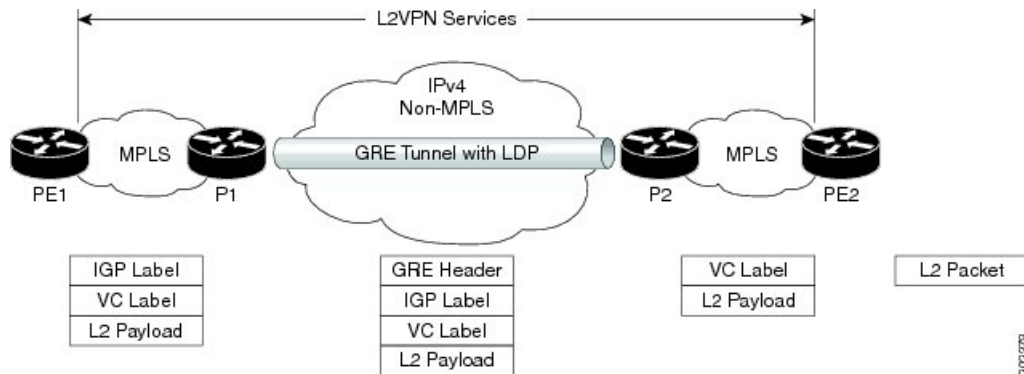 L2VPN Services
IPv4
Non-MPLS
MPLS
GRE Tunnel with LDP
MPLS
PE1
P1
P2
PE2
IGP Label
VC Label
L2 Payload
GRE Header
IGP Label
VC Label
L2 Payload
VC Label
L2 Payload
L2 Packet